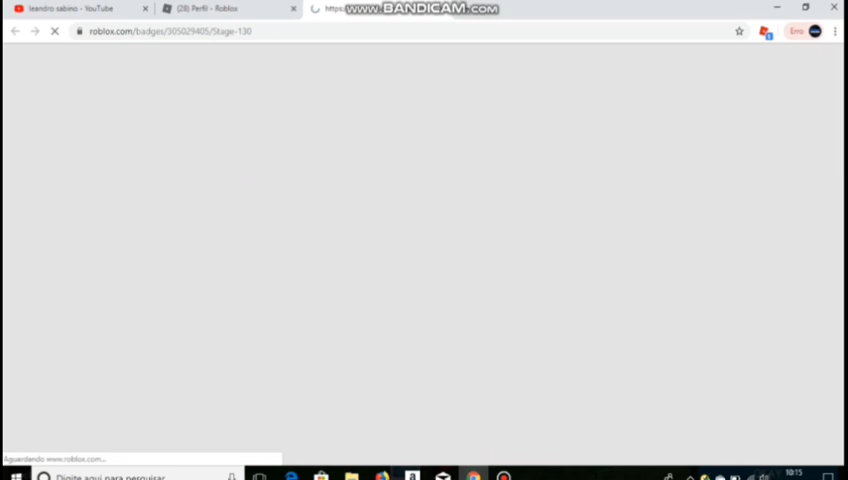 leandro sabino - YouTube
(28) Perfil - Roblox
https:
WWW.BANDICAM.COM
roblox.com/badges/305029405/Stage-130
Erro
Aguardando www.roblox.com...
Digite aqui para pesquisar
10:15